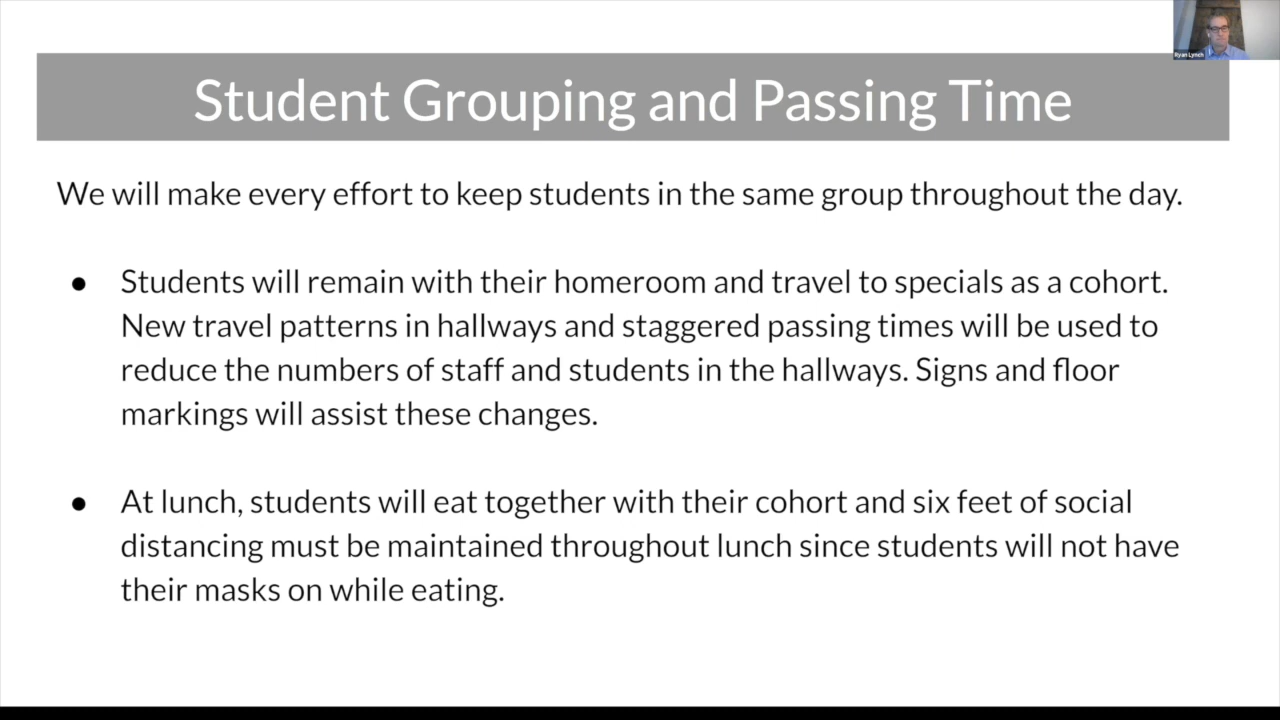 Ryan Lynch
Student Grouping and Passing Time
We will make every effort to keep students in the same group throughout the day.
● Students will remain with their homeroom and travel to specials as a cohort.
New travel patterns in hallways and staggered passing times will be used to
reduce the numbers of staff and students in the hallways. Signs and floor
markings will assist these changes.
● At lunch, students will eat together with their cohort and six feet of social
distancing must be maintained throughout lunch since students will not have
their masks on while eating.